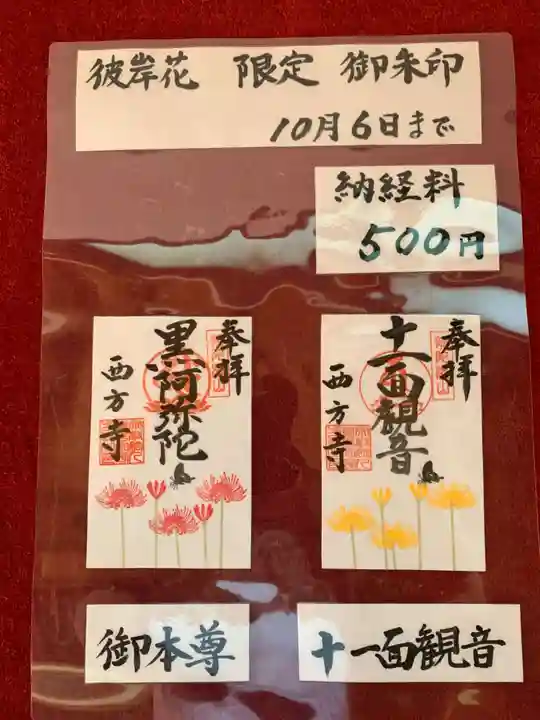 彼岸花 限定 御朱印
10月6日まで
納経料
500円
奉拝
黒阿弥陀
西方寺
奉拝
十一面観音
西方寺
御本尊
十一面観音